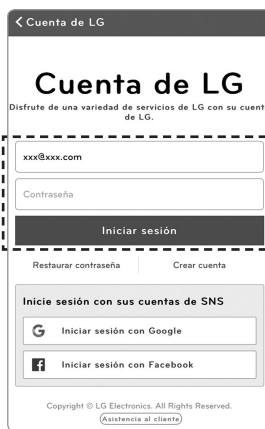 Cuenta de LG
Cuenta de LG
Disfrute de una variedad de servicios de LG con su cuent
de LG.
xxx@xxx.com
Contraseña
Iniciar sesión
Restaurar contraseña
Crear cuenta
Inicie sesión con sus cuentas de SNS
Iniciar sesión con Google
Iniciar sesión con Facebook
Copyright © LG Electronics. All Rights Reserved.
Asistencia al cliente